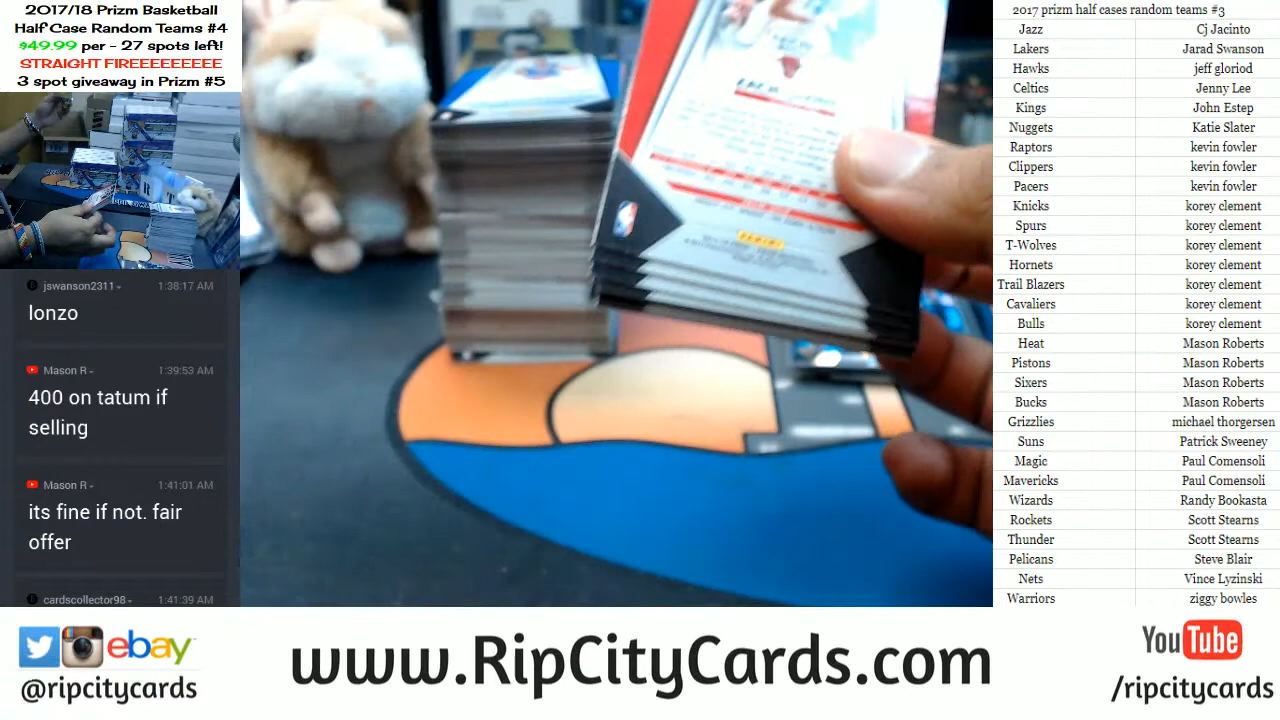 2017/18 Prizm Basketball
Half Case Random Teams #4
$49.99 per - 27 spots left!
STRAIGHT FIREEEEEEEEE
3 spot giveaway in Prizm #5
jswanson2311
1:38:17 AM
lonzo
Mason R
1:39:53 AM
400 on tatum if
selling
Mason R
1:41:01 AM
its fine if not. fair
offer
cardscollector98
1:41:39 AM
PANINI
2017 prizm half cases random teams #3
Jazz Cj Jacinto
Lakers Jarad Swanson
Hawks jeff gloriod
Celtics Jenny Lee
Kings John Estep
Nuggets Katie Slater
Raptors kevin fowler
Clippers kevin fowler
Pacers kevin fowler
Knicks korey clement
Spurs korey clement
T-Wolves korey clement
Hornets korey clement
Trail Blazers korey clement
Cavaliers korey clement
Bulls korey clement
Heat Mason Roberts
Pistons Mason Roberts
Sixers Mason Roberts
Bucks Mason Roberts
Grizzlies michael thorgersen
Suns Patrick Sweeney
Magic Paul Comensoli
Mavericks Paul Comensoli
Wizards Randy Bookasta
Rockets Scott Stearns
Thunder Scott Stearns
Pelicans Steve Blair
Nets Vince Lyzinski
Warriors ziggy bowles
ebay
@ripcitycards
www.RipCityCards.com
YouTube
/ripcitycards